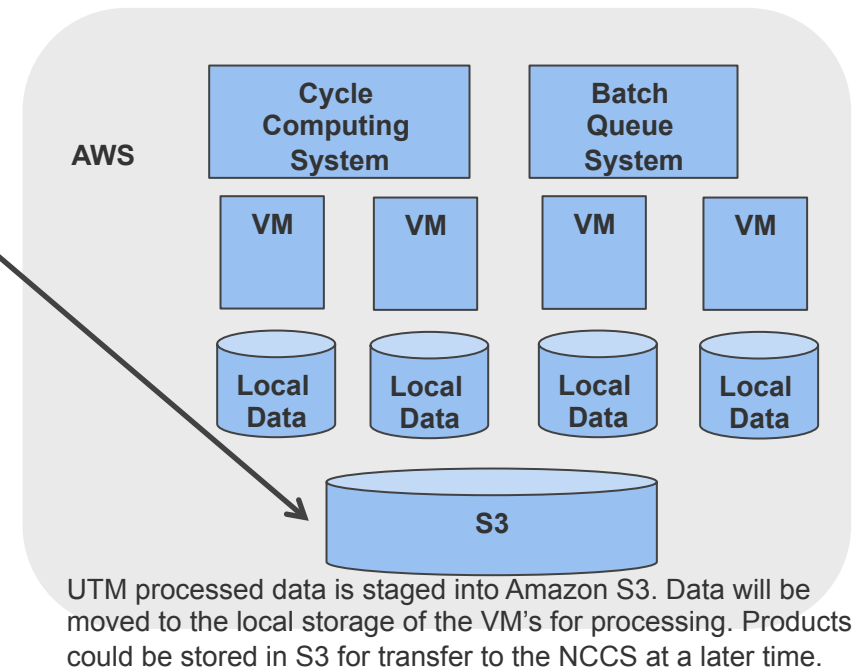 Cycle
Computing
System
Batch
Queue
System
AWS
VM
VM
VM
VM
Local
Data
Local
Data
Local
Data
Local
Data
S3
UTM processed data is staged into Amazon S3. Data will be
moved to the local storage of the VM's for processing. Products
could be stored in S3 for transfer to the NCCS at a later time.